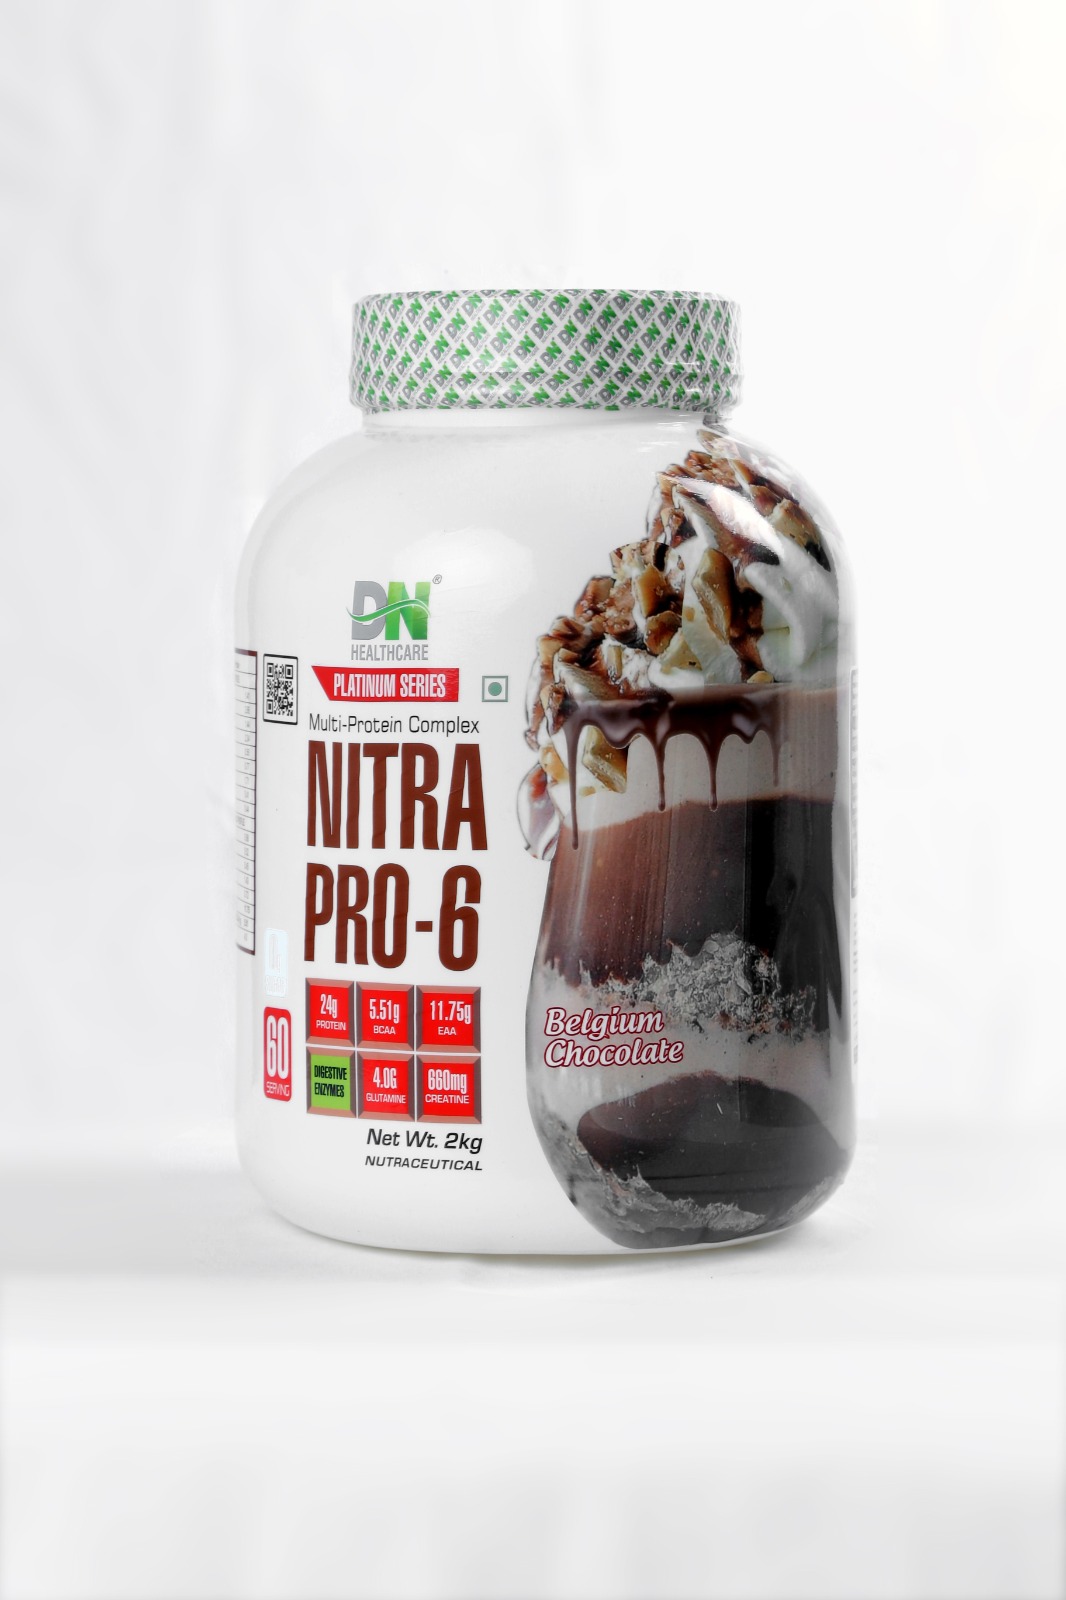 DN®
HEALTHCARE
PLATINUM SERIES
Multi-Protein Complex
NITRA
PRO-6
24g
PROTEIN
5.51g
BCAA
11.75g
EAA
DIGESTIVE
ENZYMES
4.0G
GLUTAMINE
660mg
CREATINE
60
SERVING
Net Wt. 2kg
NUTRACEUTICAL
Belgium
Chocolate